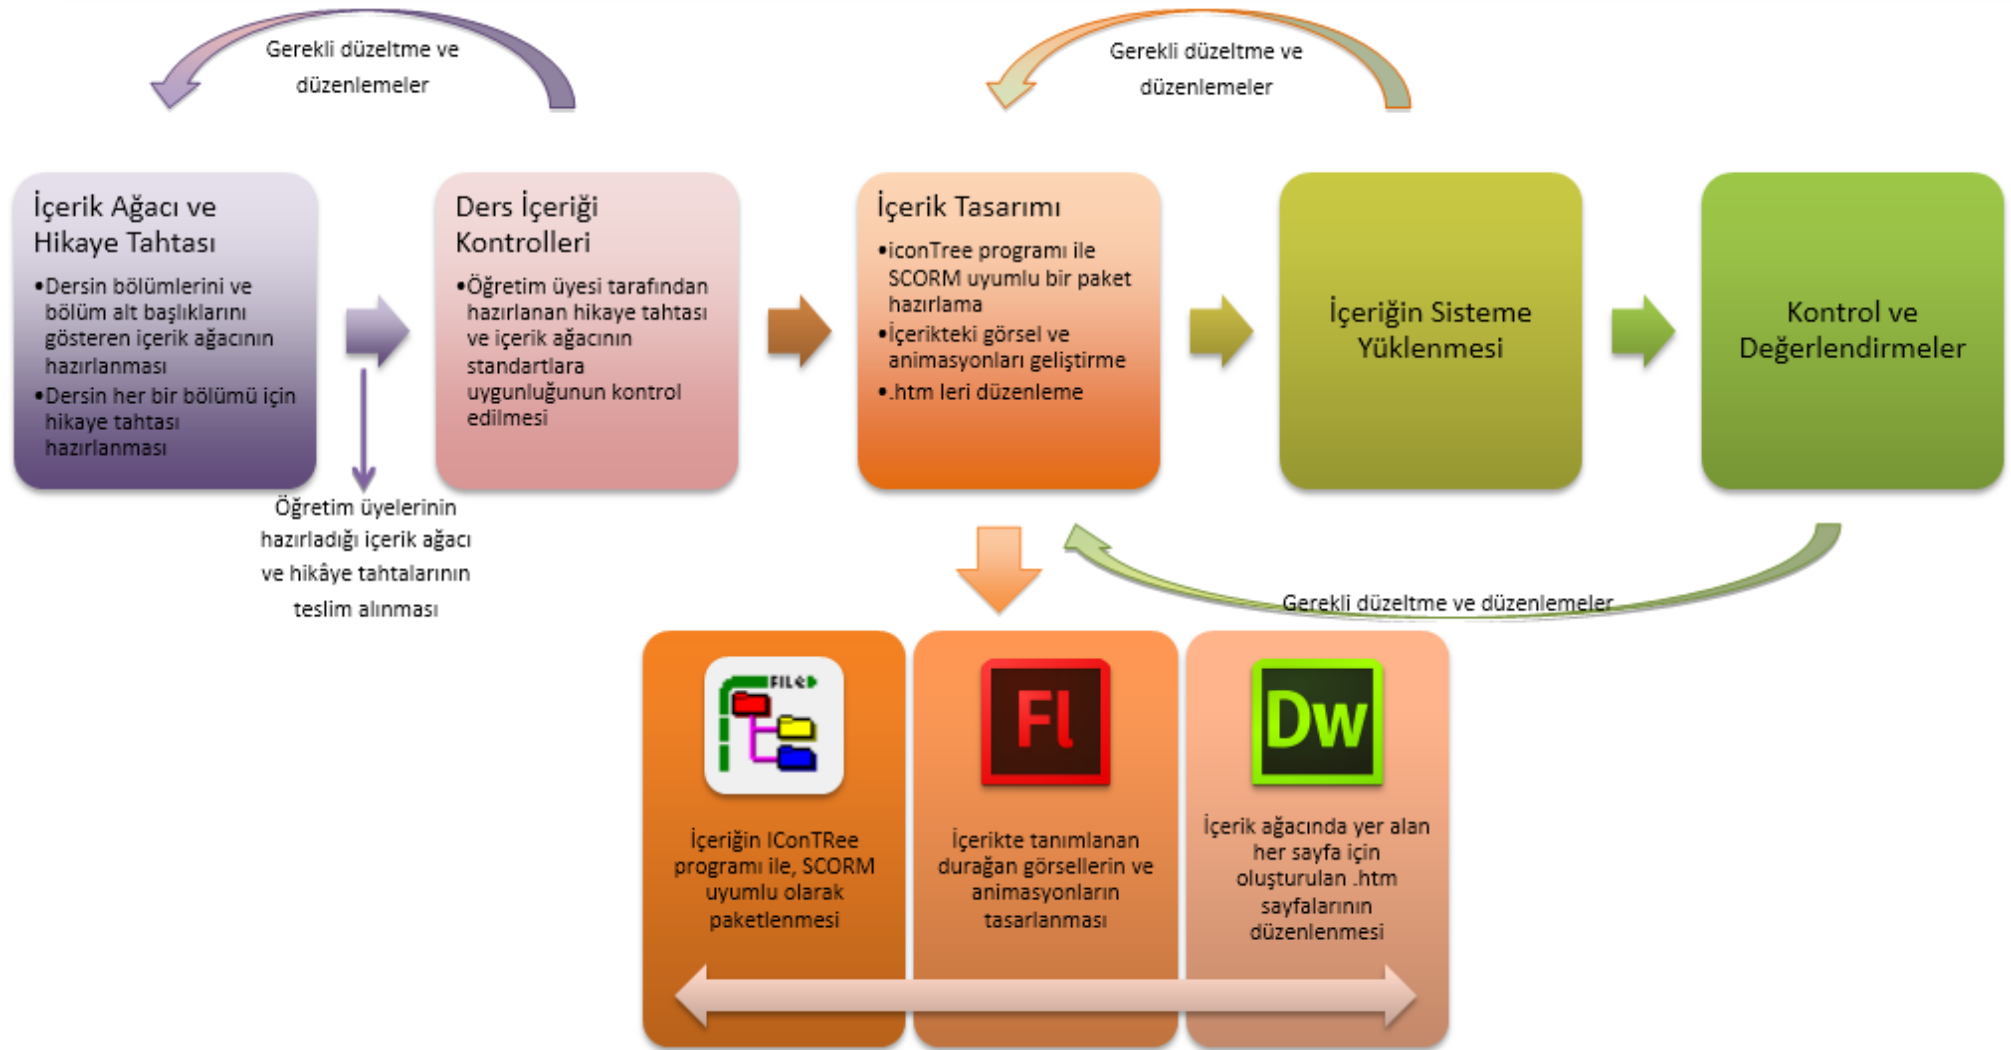 Gerekli düzeltme ve
düzenlemeler
Gerekli düzeltme ve
düzenlemeler
İçerik Ağacı ve
Hikaye Tahtası
•Dersin bölümlerini ve
bölüm alt başlıklarını
gösteren içerik ağacının
hazırlanması
•Dersin her bir bölümü için
hikaye tahtası
hazırlanması
Öğretim üyelerinin
hazırladığı içerik ağacı
ve hikâye tahtalarının
teslim alınması
Ders İçeriği
Kontrolleri
•Öğretim üyesi tarafından
hazırlanan hikaye tahtası
ve içerik ağacının
standartlara
uygunluğunun kontrol
edilmesi
İçerik Tasarımı
•iconTree programı ile
SCORM uyumlu bir paket
hazırlama
•İçerikteki görsel ve
animasyonları geliştirme
•.htm leri düzenleme
İçeriğin Sisteme
Yüklenmesi
Kontrol ve
Değerlendirmeler
Gerekli düzeltme ve düzenlemeler
FILe
İçeriğin IConTRee
programı ile, SCORM
uyumlu olarak
paketlenmesi
Fl
İçerikte tanımlanan
durağan görsellerin ve
animasyonların
tasarlanması
Dw
İçerik ağacında yer alan
her sayfa için
oluşturulan .htm
sayfalarının
düzenlenmesi